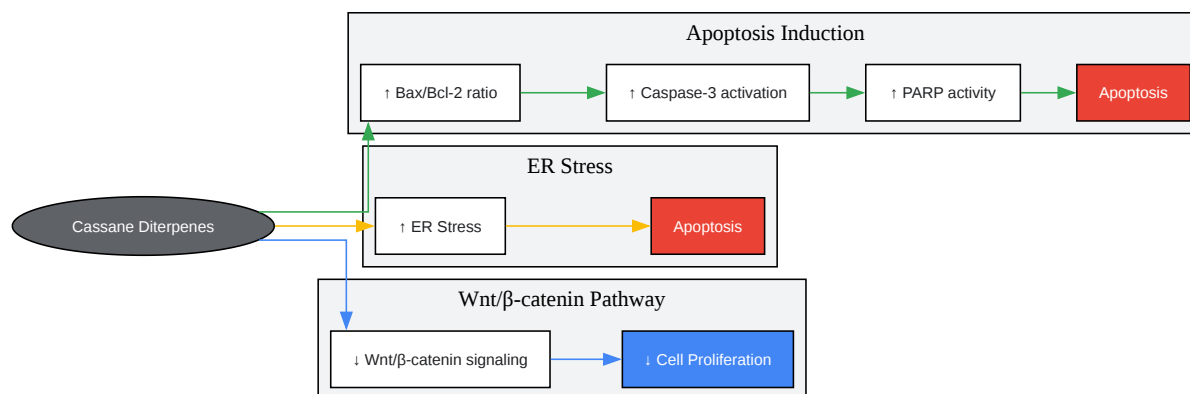 Apoptosis Induction
↑ Bax/Bcl-2 ratio
↑ Caspase-3 activation
↑ PARP activity
Apoptosis
ER Stress
Cassane Diterpenes
↑ ER Stress
Apoptosis
Wnt/β-catenin Pathway
↓ Wnt/β-catenin signaling
↓ Cell Proliferation